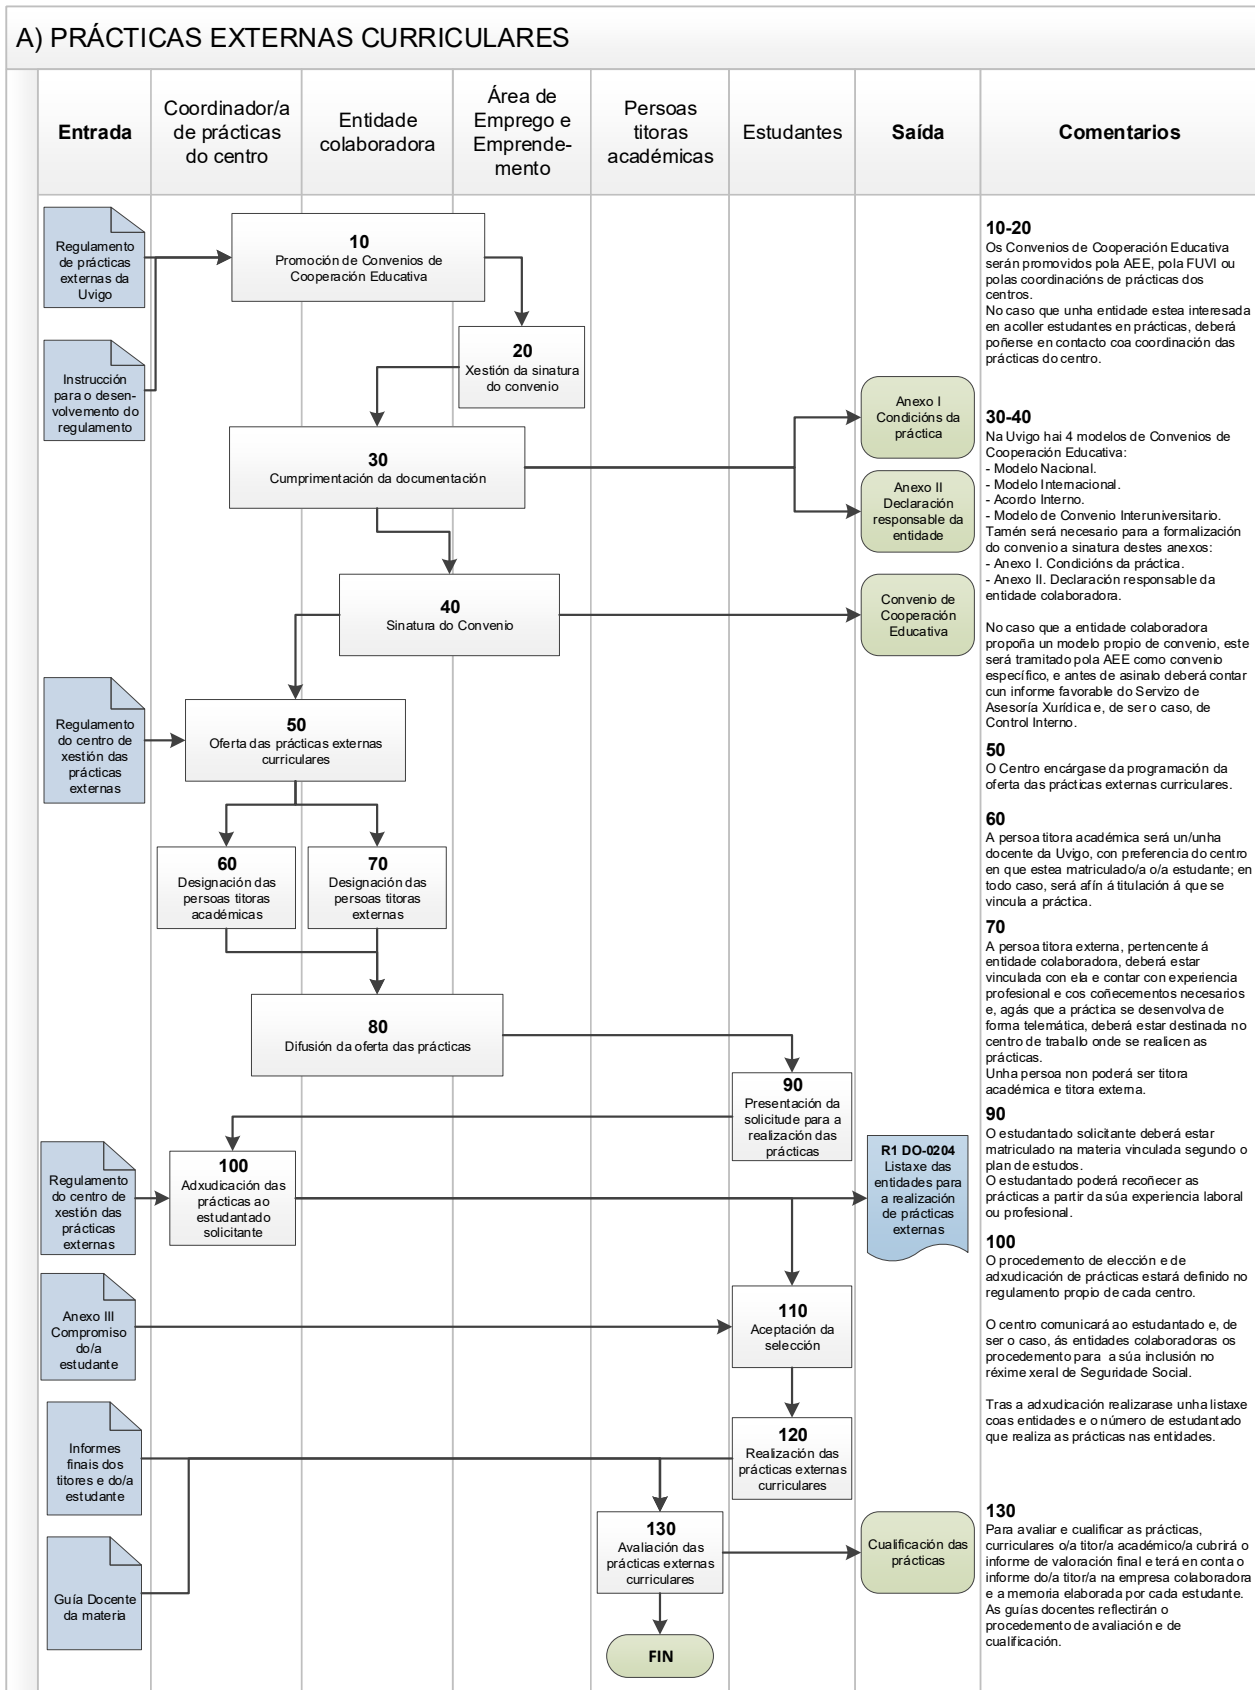 A) PRÁCTICAS EXTERNAS CURRICULARES
Entrada
Coordinador/a
de prácticas
do centro
Entidade
colaboradora
Área de
Emprego e
Emprende-
mento
Persoas
titoras
académicas
Estudantes
Saída
Comentarios
Regulamento
de prácticas
externas da
Uvigo
Instrucción
para o desen-
volvemento do
regulamento
10
Promoción de Convenios de
Cooperación Educativa
20
Xestión da sinatura
do convenio
30
Cumprimentación da documentación
Anexo I
Condicións da
práctica
Anexo II
Declaración
responsable da
entidade
40
Sinatura do Convenio
Convenio de
Cooperación
Educativa
Regulamento
do centro de
xestión das
prácticas
externas
50
Oferta das prácticas externas
curriculares
60
Designación das
persoas titoras
académicas
70
Designación das
persoas titoras
externas
80
Difusión da oferta das prácticas
90
Presentación da
solicitude para a
realización das
prácticas
Regulamento
do centro de
xestión das
prácticas
externas
100
Adxudicación das
prácticas ao
estudantado
solicitante
R1 DO-0204
Listaxe das
entidades para
a realización
de prácticas
externas
Anexo III
Compromiso
do/a
estudante
110
Aceptación da
selección
Informes
finais dos
titores e do/a
estudante
120
Realización das
prácticas externas
curriculares
Guía Docente
da materia
130
Avaliación das
prácticas externas
curriculares
Cualificación das
prácticas
FIN
10-20
Os Convenios de Cooperación Educativa
serán promovidos pola AEE, pola FUVI ou
polas coordinacións de prácticas dos
centros.
No caso que unha entidade estea interesada
en acoller estudantes en prácticas, deberá
poñerse en contacto coa coordinación das
prácticas do centro.
30-40
Na Uvigo hai 4 modelos de Convenios de
Cooperación Educativa:
- Modelo Nacional.
- Modelo Internacional.
- Acordo Interno.
- Modelo de Convenio Interuniversitario.
Tamén será necesario para a formalización
do convenio a sinatura destes anexos:
- Anexo I. Condicións da práctica.
- Anexo II. Declaración responsable da
entidade colaboradora.
No caso que a entidade colaboradora
propoña un modelo propio de convenio, este
será tramitado pola AEE como convenio
específico, e antes de asinalo deberá contar
cun informe favorable do Servizo de
Asesoría Xurídica e, de ser o caso, de
Control Interno.
50
O Centro encárgase da programación da
oferta das prácticas externas curriculares.
60
A persoa titora académica será un/unha
docente da Uvigo, con preferencia do centro
en que estea matriculado/a o/a estudante; en
todo caso, será afín á titulación á que se
vincula a práctica.
70
A persoa titora externa, pertencente á
entidade colaboradora, deberá estar
vinculada con ela e contar con experiencia
profesional e cos coñecementos necesarios
e, agás que a práctica se desenvolva de
forma telemática, deberá estar destinada no
centro de traballo onde se realicen as
prácticas.
Unha persoa non poderá ser titora
académica e titora externa.
90
O estudantado solicitante deberá estar
matriculado na materia vinculada segundo o
plan de estudos.
O estudantado poderá recoñecer as
prácticas a partir da súa experiencia laboral
ou profesional.
100
O procedemento de elección e de
adxudicación de prácticas estará definido no
regulamento propio de cada centro.
O centro comunicará ao estudantado e, de
ser o caso, ás entidades colaboradoras os
procedemento para a súa inclusión no
réxime xeral de Seguridade Social.
Tras a adxudicación realizarase unha listaxe
coas entidades e o número de estudantado
que realiza as prácticas nas entidades.
130
Para avaliar e cualificar as prácticas,
curriculares o/a titor/a académico/a cubrirá o
informe de valoración final e terá en conta o
informe do/a titor/a na empresa colaboradora
e a memoria elaborada por cada estudante.
As guías docentes reflectirán o
procedemento de avaliación e de
cualificación.